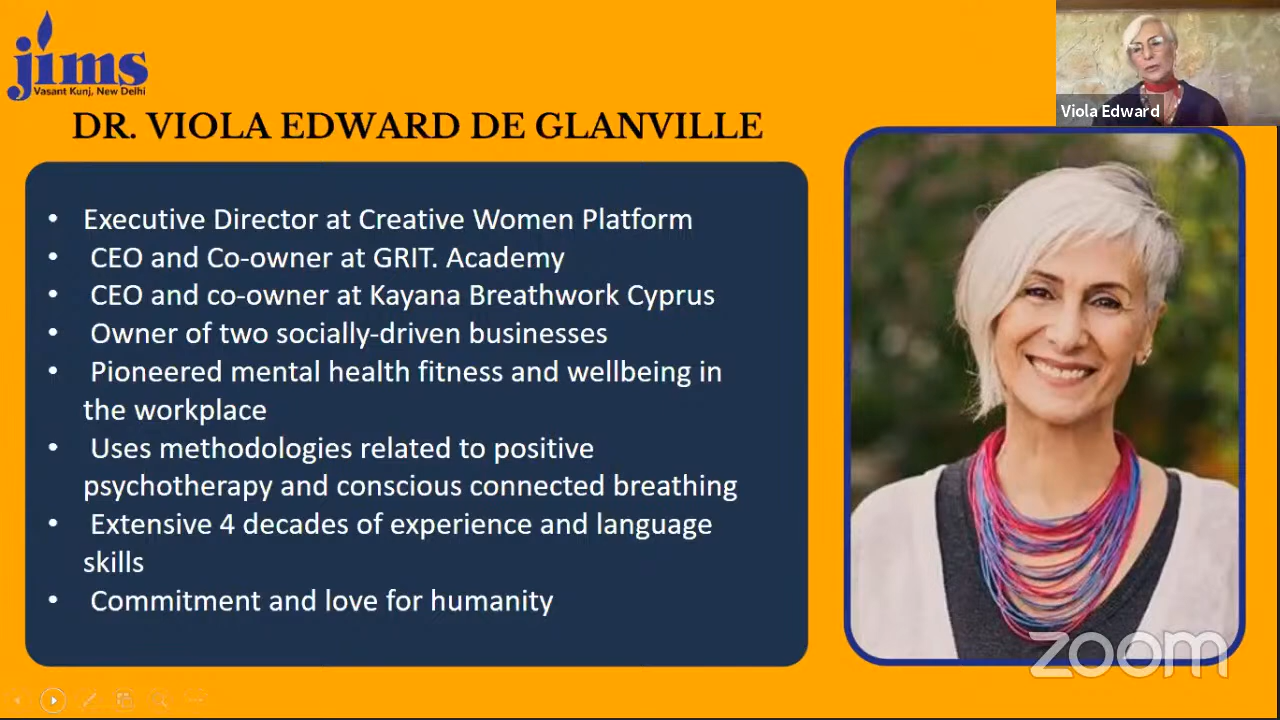 jims
Vasant Kunj, New Delhi
Viola Edward
DR. VIOLA EDWARD DE GLANVILLE
• Executive Director at Creative Women Platform
• CEO and Co-owner at GRIT. Academy
• CEO and co-owner at Kayana Breathwork Cyprus
• Owner of two socially-driven businesses
• Pioneered mental health fitness and wellbeing in
the workplace
• Uses methodologies related to positive
psychotherapy and conscious connected breathing
• Extensive 4 decades of experience and language
skills
• Commitment and love for humanity
zoom